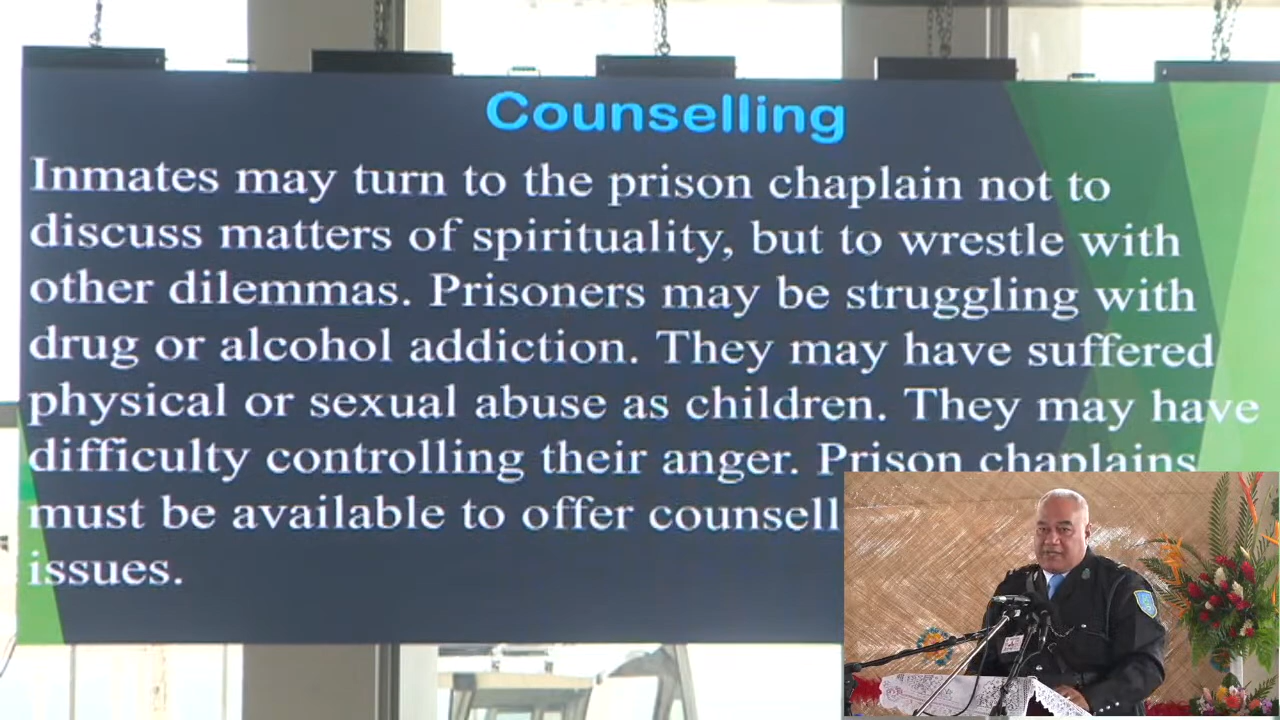 Counselling
Inmates may turn to the prison chaplain not to
discuss matters of spirituality, but to wrestle with
other dilemmas. Prisoners may be struggling with
drug or alcohol addiction. They may have suffered
physical or sexual abuse as children. They may have
difficulty controlling their anger. Prison chaplains
must be available to offer counsell
issues.